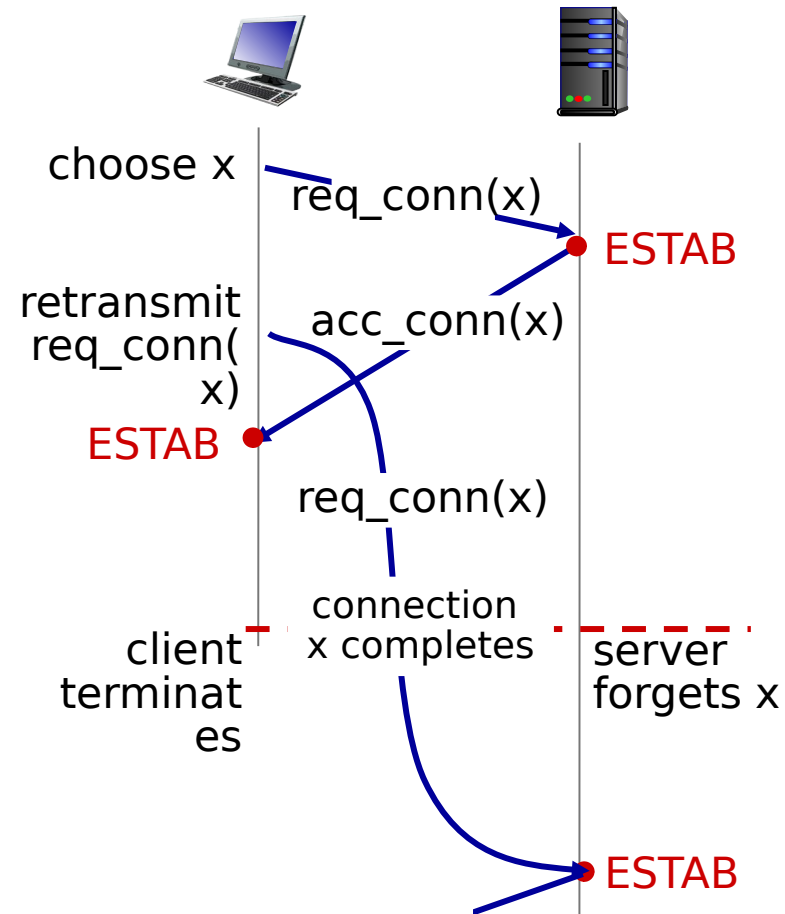 choose x
req_conn(x)
ESTAB
retransmit
req_conn(
x)
acc_conn(x)
ESTAB
req_conn(x)
connection
x completes
client
terminat
es
server
forgets x
ESTAB